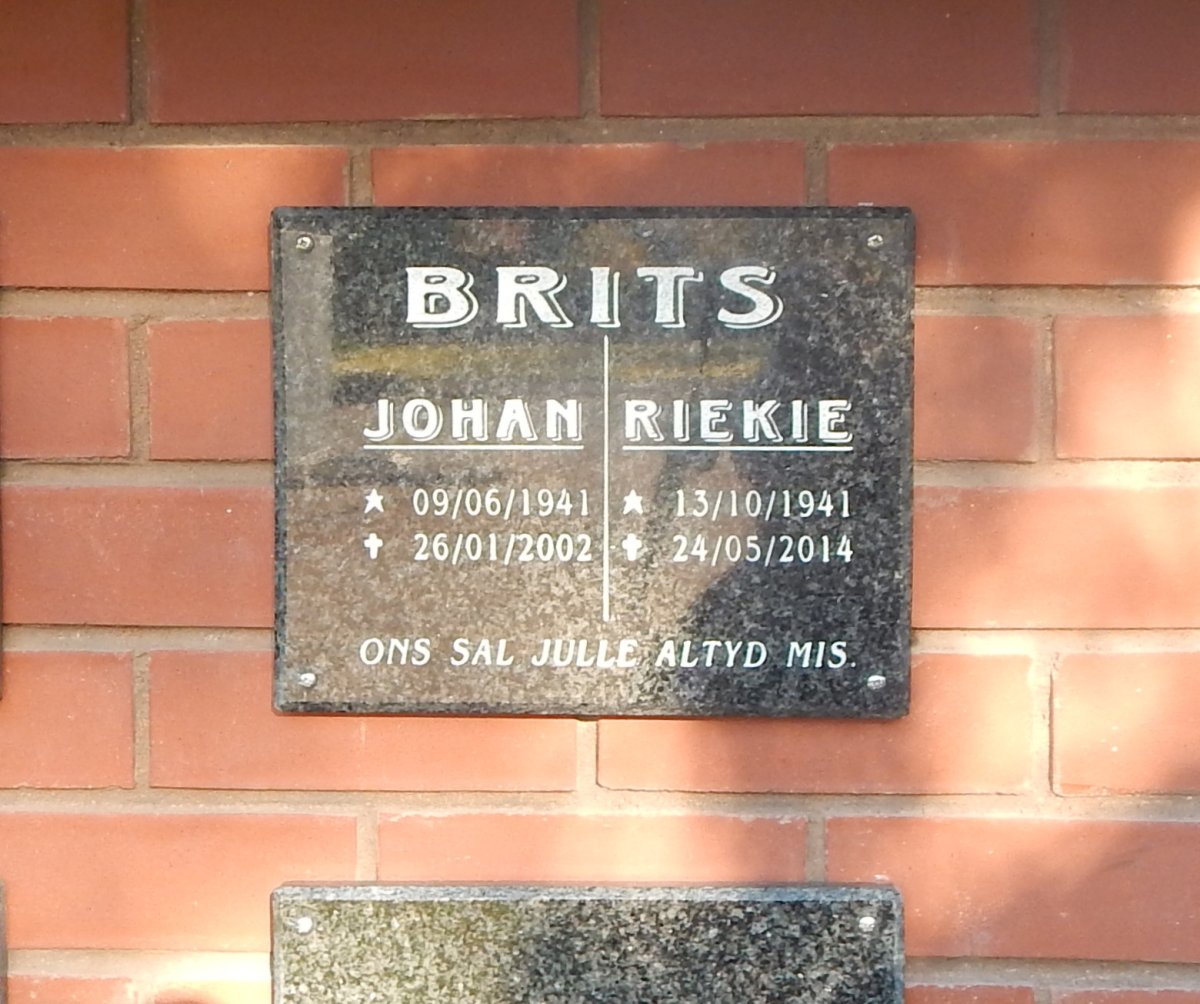 BRITS
JOHAN RIEKIE
★ 09/06/1941 ★ 13/10/1941
✝ 26/01/2002 ✝ 24/05/2014
ONS SAL JULLE ALTYD MIS.